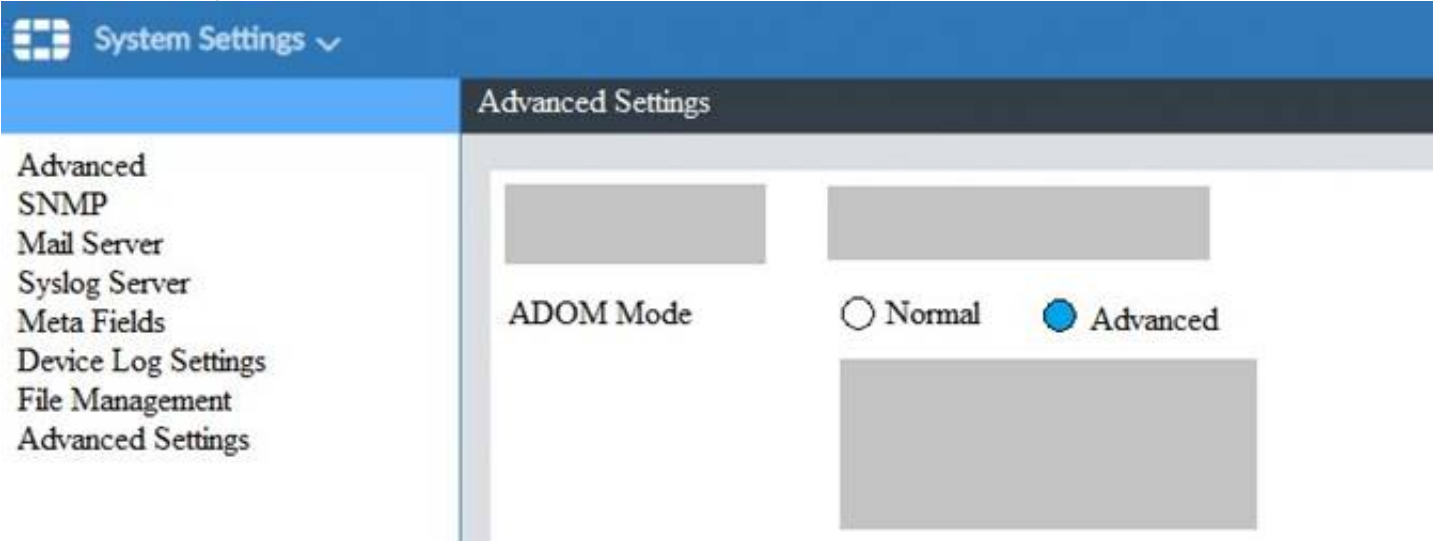 System Settings
Advanced Settings
Advanced
SNMP
Mail Server
Syslog Server
Meta Fields
Device Log Settings
File Management
Advanced Settings
ADOM Mode Normal Advanced